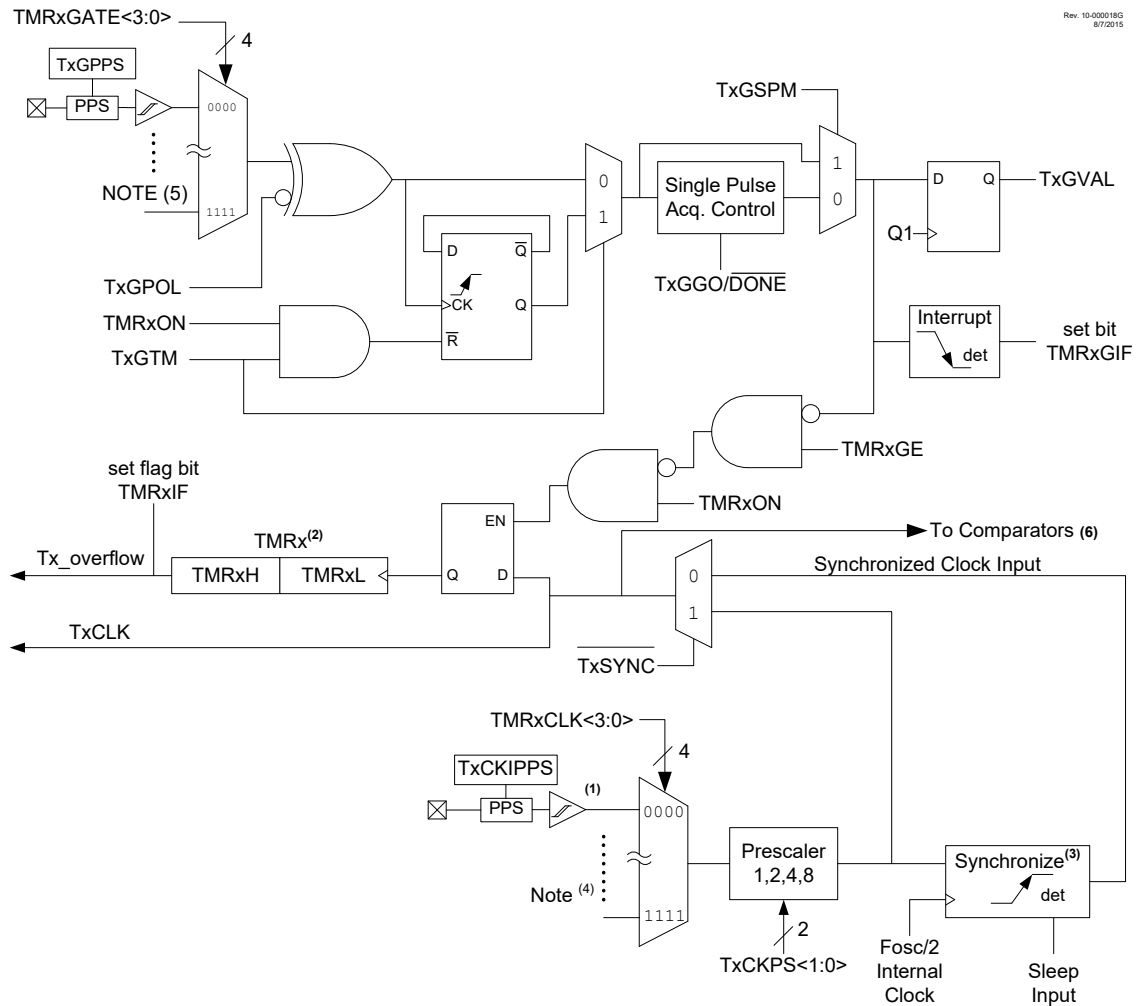 Rev. 10-000018G
8/7/2015
TMRxGATE<3:0>
4
TxGPPS
PPS
0000
NOTE (5)
1111
TxGPOL
TMRxON
TxGTM
D
Q
CK
Q
R
0
1
Single Pulse
Acq. Control
TxGGO/DONE
TxGSPM
1
0
D
Q
TxGVAL
Q1
Interrupt
det
set bit
TMRxGIF
TMRxGE
TMRxON
set flag bit
TMRxIF
Tx_overflow
TMRx(2)
TMRxH
TMRxL
EN
Q
D
To Comparators (6)
Synchronized Clock Input
0
1
TxCLK
TxSYNC
TMRxCLK<3:0>
4
TxCKIPPS
PPS
(1)
0000
Note (4)
1111
Prescaler
1,2,4,8
2
TxCKPS<1:0>
Synchronize(3)
det
Fosc/2
Internal
Clock
Sleep
Input